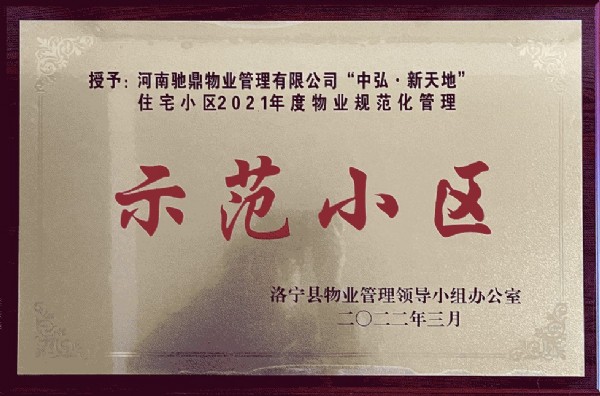 授予：河南驰鼎物业管理有限公司“中弘·新天地”
住宅小区2021年度物业规范化管理
示范小区
洛宁县物业管理领导小组办公室
二〇二二年三月